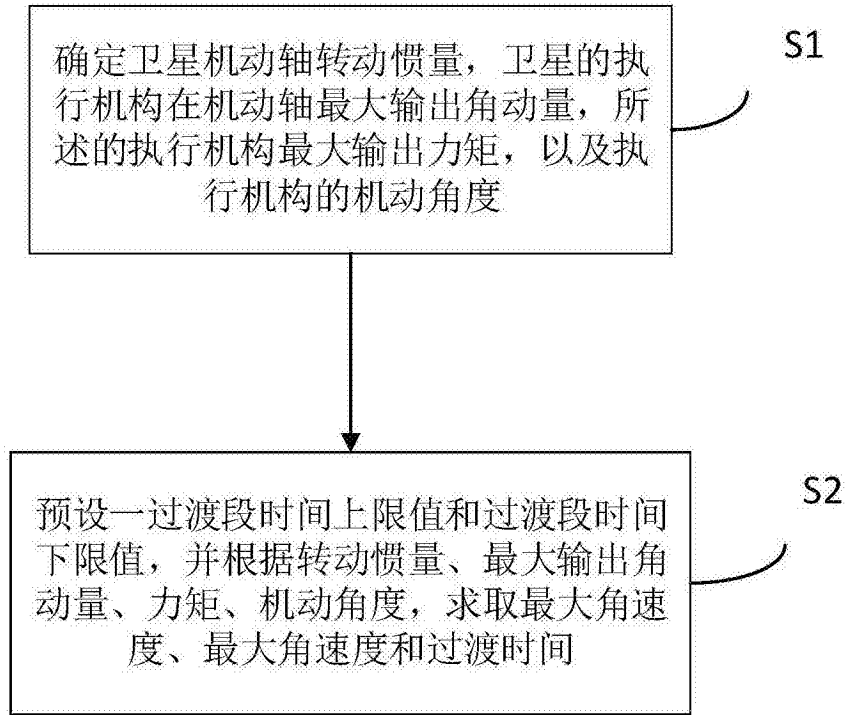 确定卫星机动轴转动惯量，卫星的执
行机构在机动轴最大输出角动量，所
述的执行机构最大输出力矩，以及执
行机构的机动角度
S1
预设一过渡段时间上限值和过渡段时间
下限值，并根据转动惯量、最大输出角
动量、力矩、机动角度，求取最大角速
度、最大角速度和过渡时间
S2